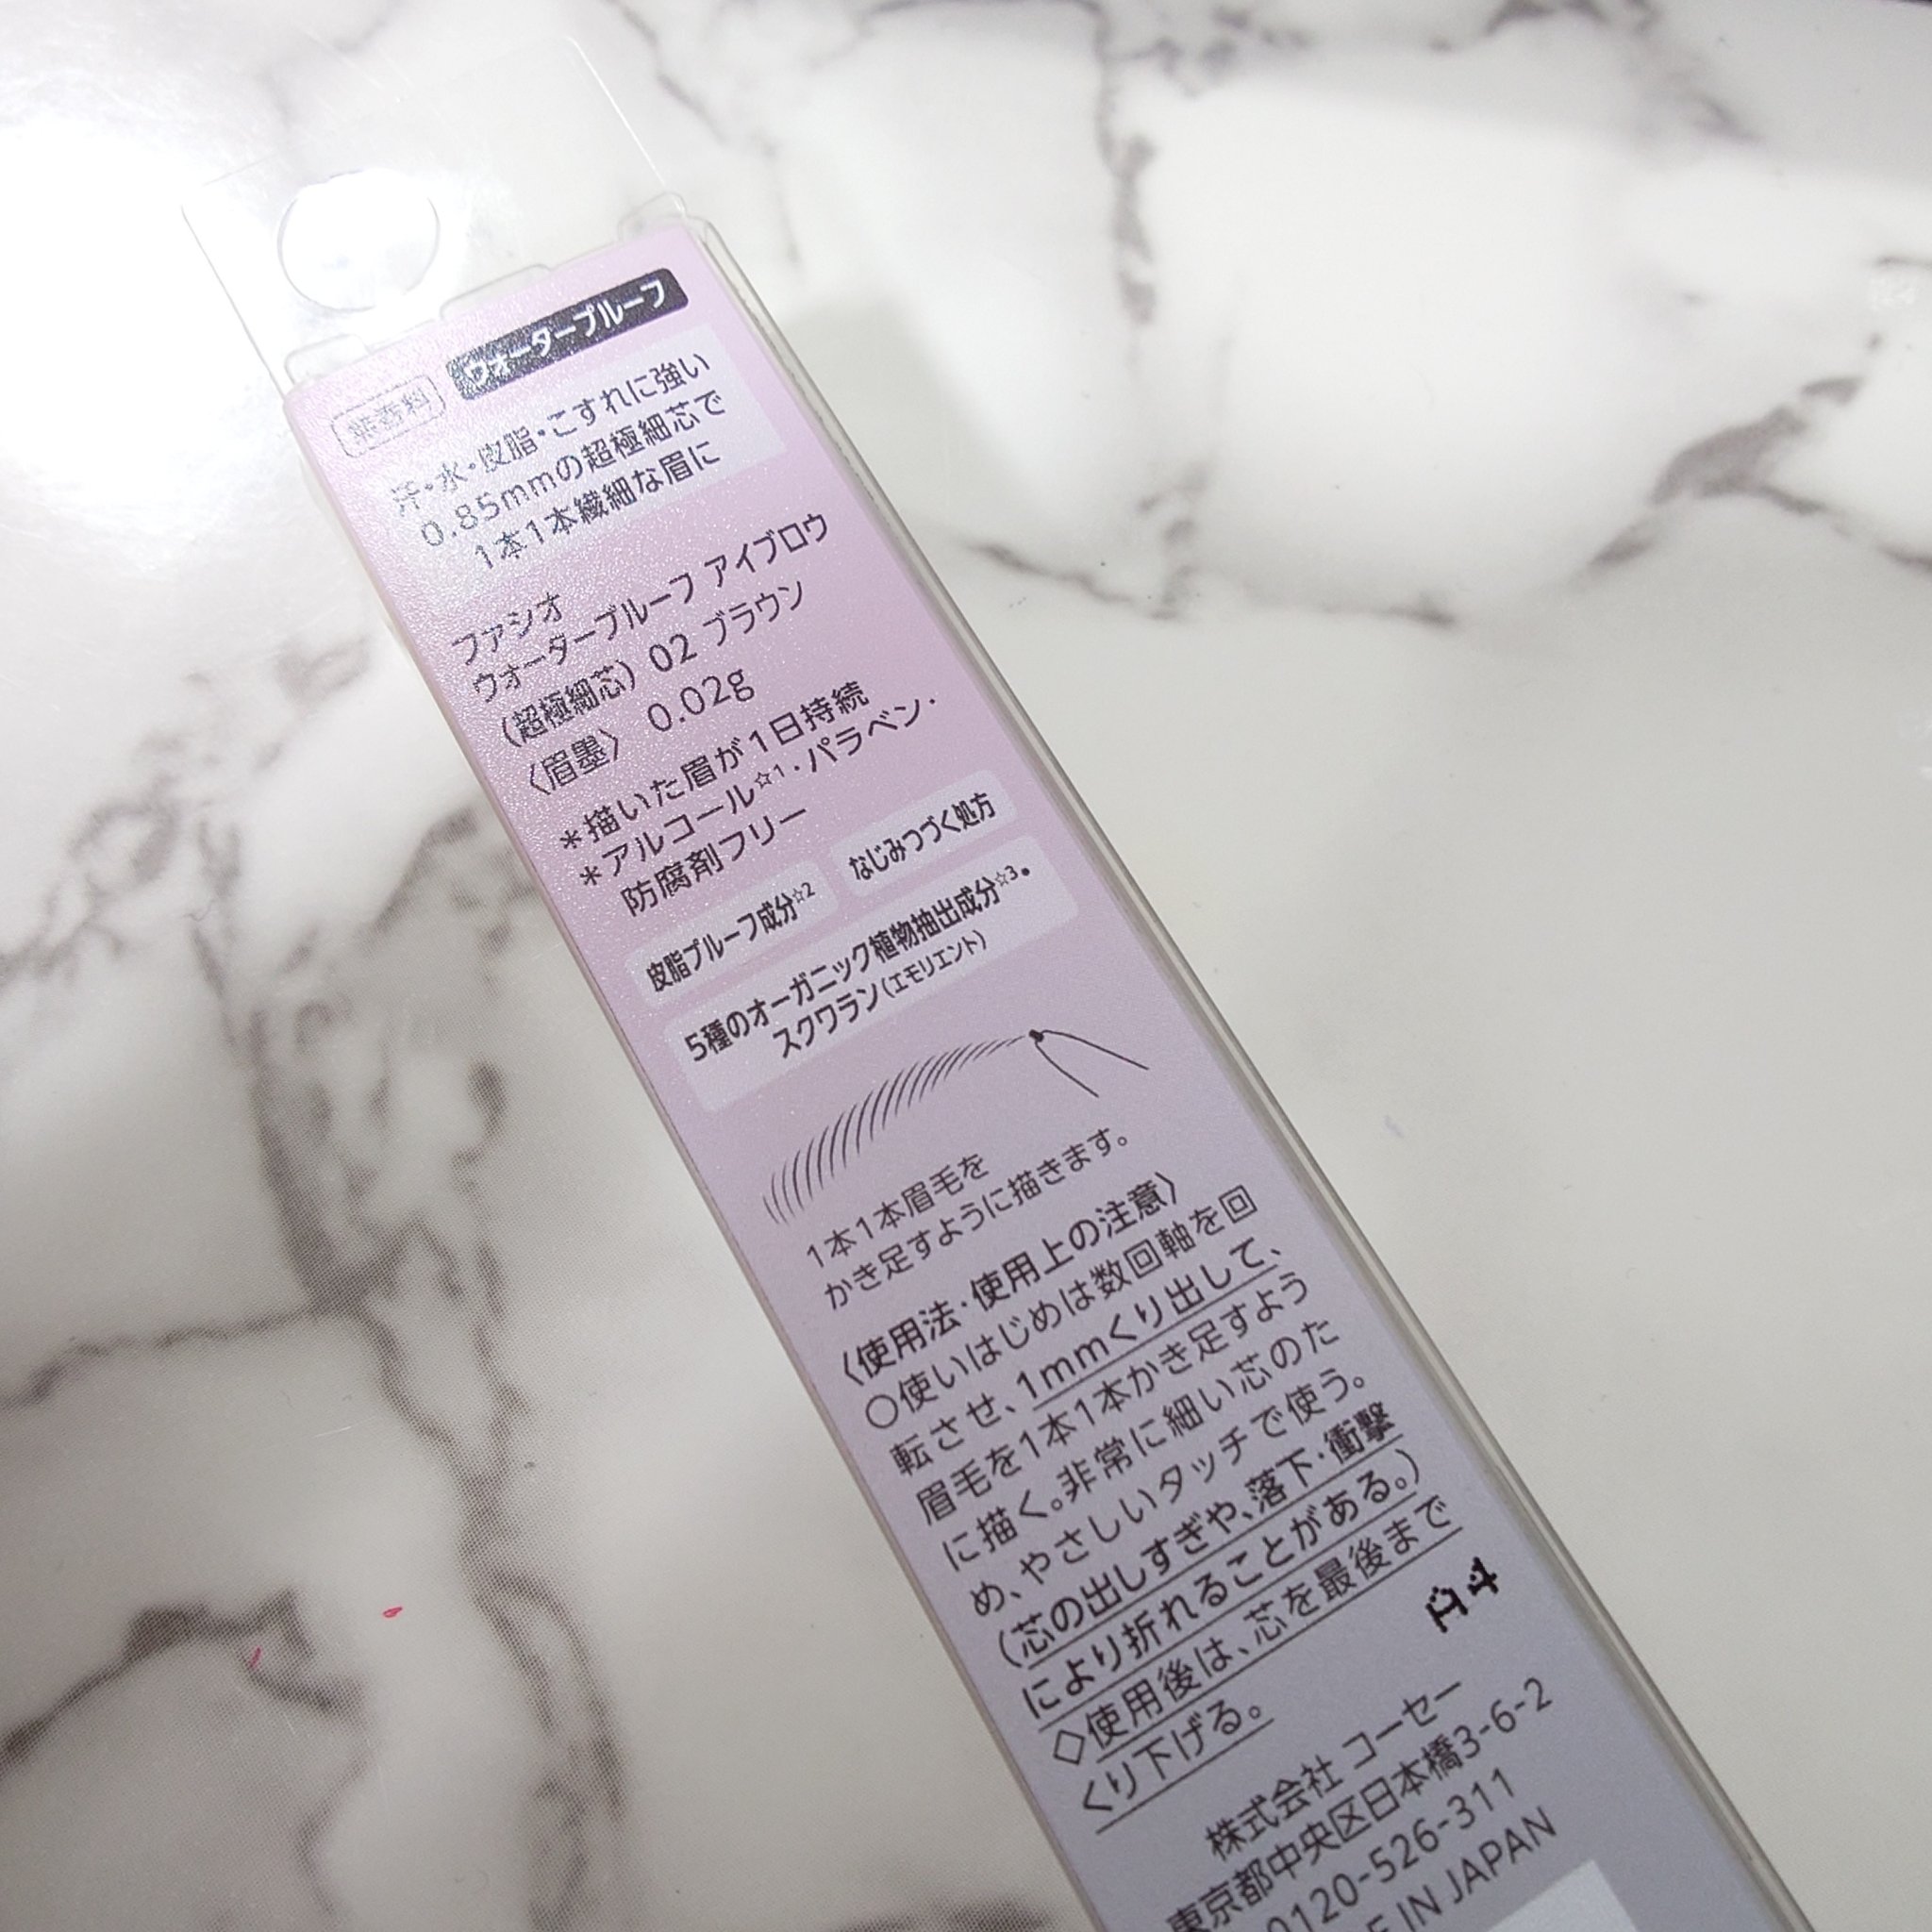 無香料 ウォータープルーフ
汗・水・皮脂・こすれに強い
0.85mmの超極細芯で
1本1本繊細な眉に
ファシオ
ウォータープルーフ アイブロウ
(超極細芯) 02 ブラウン
〈眉墨〉 0.02g
*描いた眉が1日持続
*アルコール☆1・パラベン・
防腐剤フリー
皮脂プルーフ成分☆2 なじみつづく処方
5種のオーガニック植物抽出成分☆3・
スクワラン(エモリエント)
1本1本眉毛を
かき足すように描きます。
〈使用法・使用上の注意〉
○使いはじめは数回軸を回
転させ、1mmくり出して、
眉毛を1本1本かき足すよう
に描く。非常に細い芯のた
め、やさしいタッチで使う。
(芯の出しすぎや、落下・衝撃
により折れることがある。)
◇使用後は、芯を最後まで
くり下げる。
株式会社 コーセー
東京都中央区日本橋3-6-2
0120-526-311
IN JAPAN